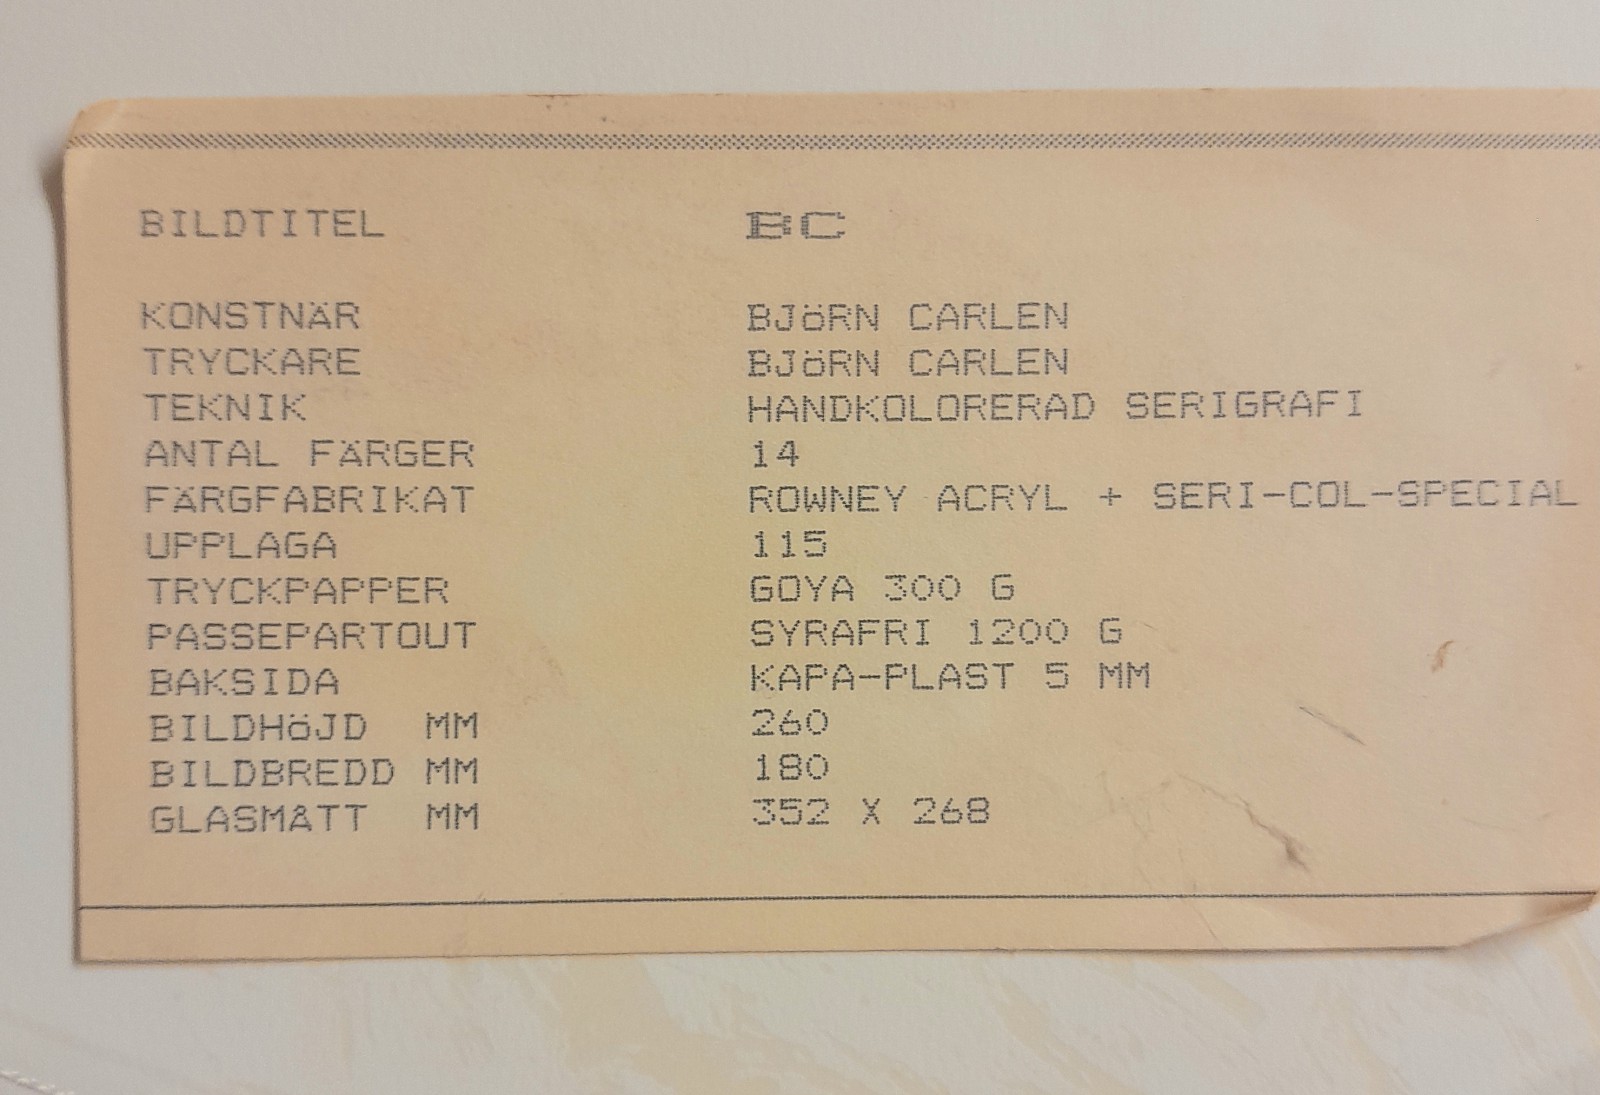 BILDTITEL BC
KONSTNÄR BJöRN CARLEN
TRYCKARE BJöRN CARLEN
TEKNIK HANDKOLORERAD SERIGRAFI
ANTAL FÄRGER 14
FÄRGFABRIKAT ROWNEY ACRYL + SERI-COL-SPECIAL
UPPLAGA 115
TRYCKPAPPER GOYA 300 G
PASSEPARTOUT SYRAFRI 1200 G
BAKSIDA KAPA-PLAST 5 MM
BILDHöJD MM 260
BILDBREDD MM 180
GLASMÅTT MM 352 X 268